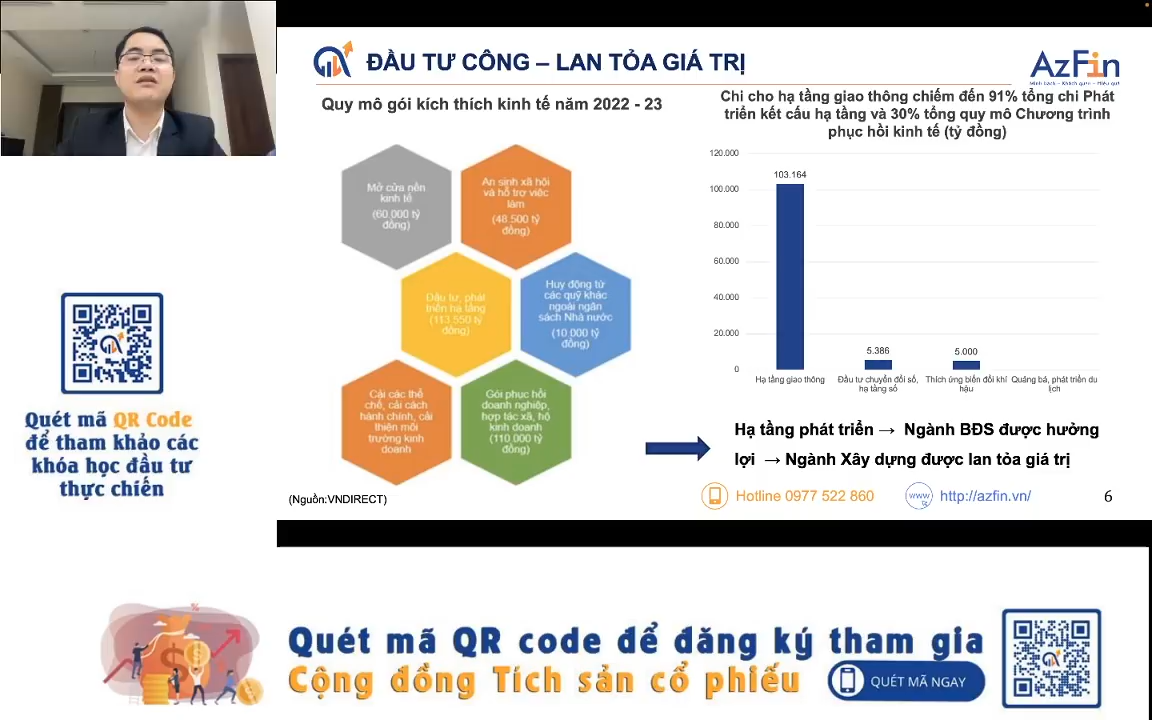 ĐẦU TƯ CÔNG – LAN TỎA GIÁ TRỊ
AzFin
Minh bạch - Khách quan - Hiệu quả
Quy mô gói kích thích kinh tế năm 2022 - 23
Mở cửa nền
kinh tế
(60.000 tỷ
đồng)
An sinh xã hội
và hỗ trợ việc
làm
(48.500 tỷ
đồng)
Đầu tư, phát
triển hạ tầng
(113.550 tỷ
đồng)
Huy động từ
các quỹ khác
ngoài ngân
sách Nhà nước
(10.000 tỷ
đồng)
Cải các thể
chế, cải cách
hành chính, cải
thiện môi
trường kinh
doanh
Gói phục hồi
doanh nghiệp,
hợp tác xã, hộ
kinh doanh
(110.000 tỷ
đồng)
(Nguồn:VNDIRECT)
Chi cho hạ tầng giao thông chiếm đến 91% tổng chi Phát
triển kết cấu hạ tầng và 30% tổng quy mô Chương trình
phục hồi kinh tế (tỷ đồng)
120.000
100.000
80.000
60.000
40.000
20.000
0
103.164
5.386
5.000
Hạ tầng giao thông
Đầu tư chuyển đổi số,
hạ tầng số
Thích ứng biến đổi khí
hậu
Quảng bá, phát triển du
lịch
Hạ tầng phát triển → Ngành BĐS được hưởng
lợi → Ngành Xây dựng được lan tỏa giá trị
Hotline 0977 522 860
www
http://azfin.vn/
6
Quét mã QR Code
để tham khảo các
khóa học đầu tư
thực chiến
Quét mã QR code để đăng ký tham gia
Cộng đồng Tích sản cổ phiếu
QUÉT MÃ NGAY